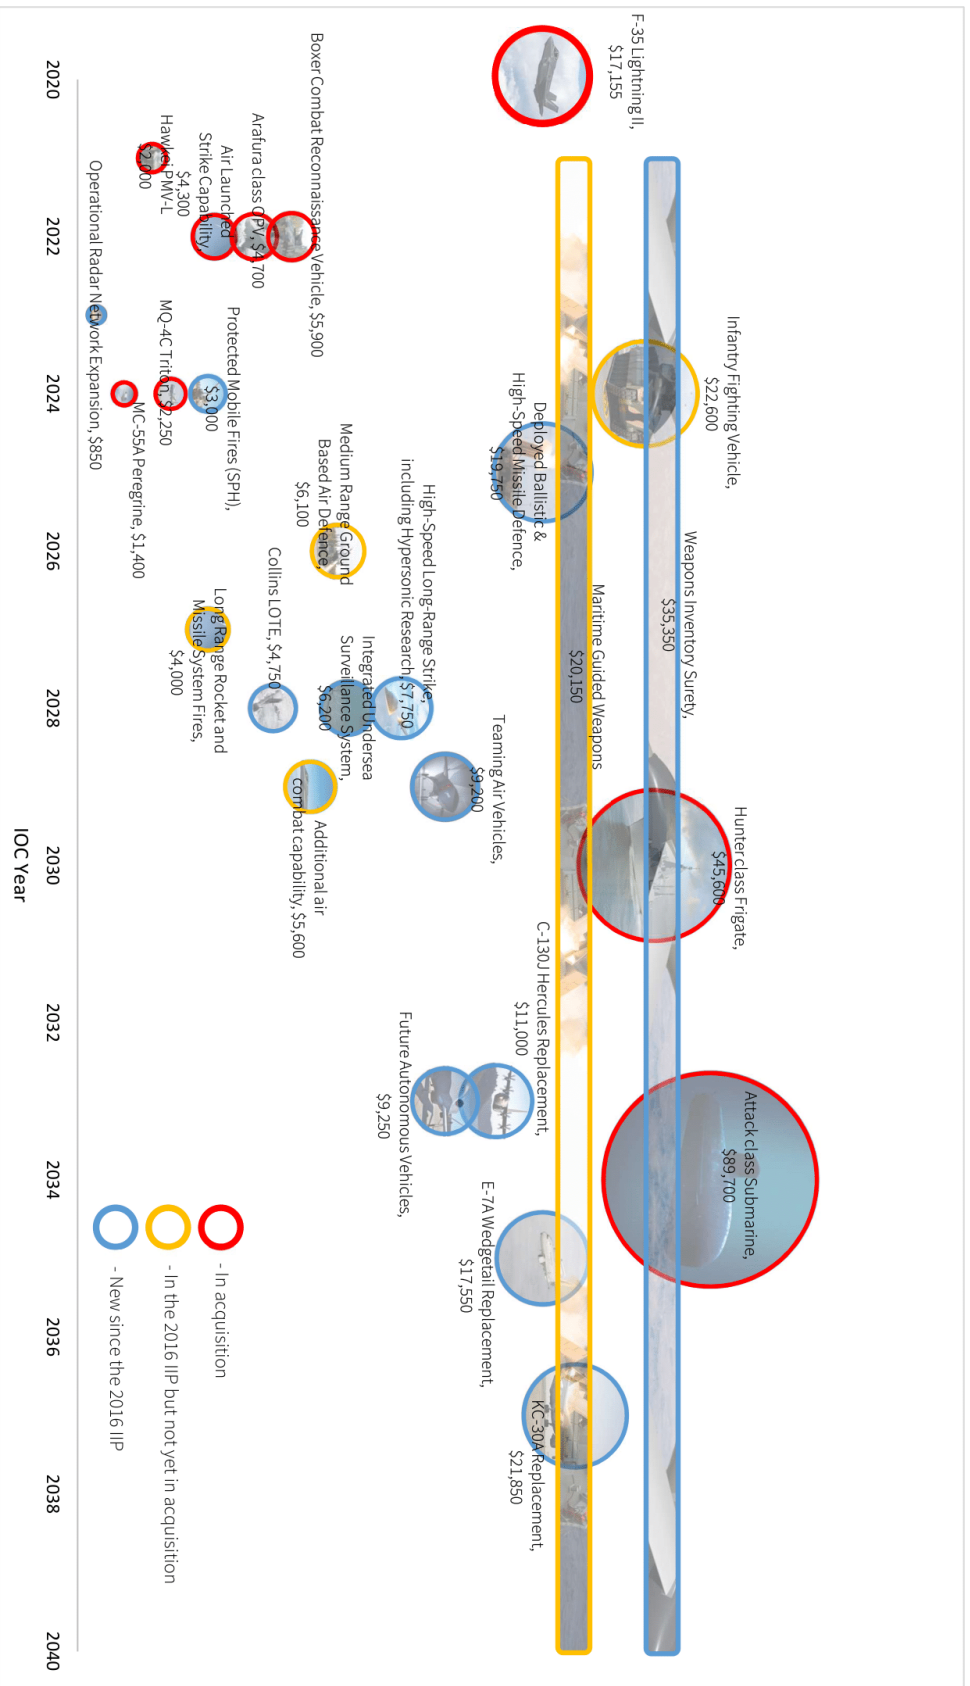 F-35 Lightning II,
$17,155
Boxer Combat Reconnaissance Vehicle, $5,900
Arafura class OPV, $4,700
Air Launched
Strike Capability,
$4,300
Hawkei PMV-L
$2,000
Operational Radar Network Expansion, $850
Infantry Fighting Vehicle,
$22,600
Weapons Inventory Surety,
$35,350
Maritime Guided Weapons
$20,150
Deployed Ballistic &
High-Speed Missile Defence,
$19,750
High-Speed Long-Range Strike,
including Hypersonic Research, $7,750
Medium Range Ground
Based Air Defence,
$6,100
Protected Mobile Fires (SPH),
$3,000
MQ-4C Triton, $2,250
MC-55A Peregrine, $1,400
Integrated Undersea
Surveillance System,
$6,200
Collins LOTE, $4,750
Long Range Rocket and
Missile System Fires,
$4,000
Teaming Air Vehicles,
$9,200
Additional air
combat capability, $5,600
Hunter class Frigate,
$45,600
C-130J Hercules Replacement,
$11,000
Future Autonomous Vehicles,
$9,250
Attack class Submarine,
$89,700
E-7A Wedgetail Replacement,
$17,550
KC-30A Replacement,
$21,850
- In acquisition
- In the 2016 IIP but not yet in acquisition
- New since the 2016 IIP
2020 2022 2024 2026 2028 2030 2032 2034 2036 2038 2040
IOC Year